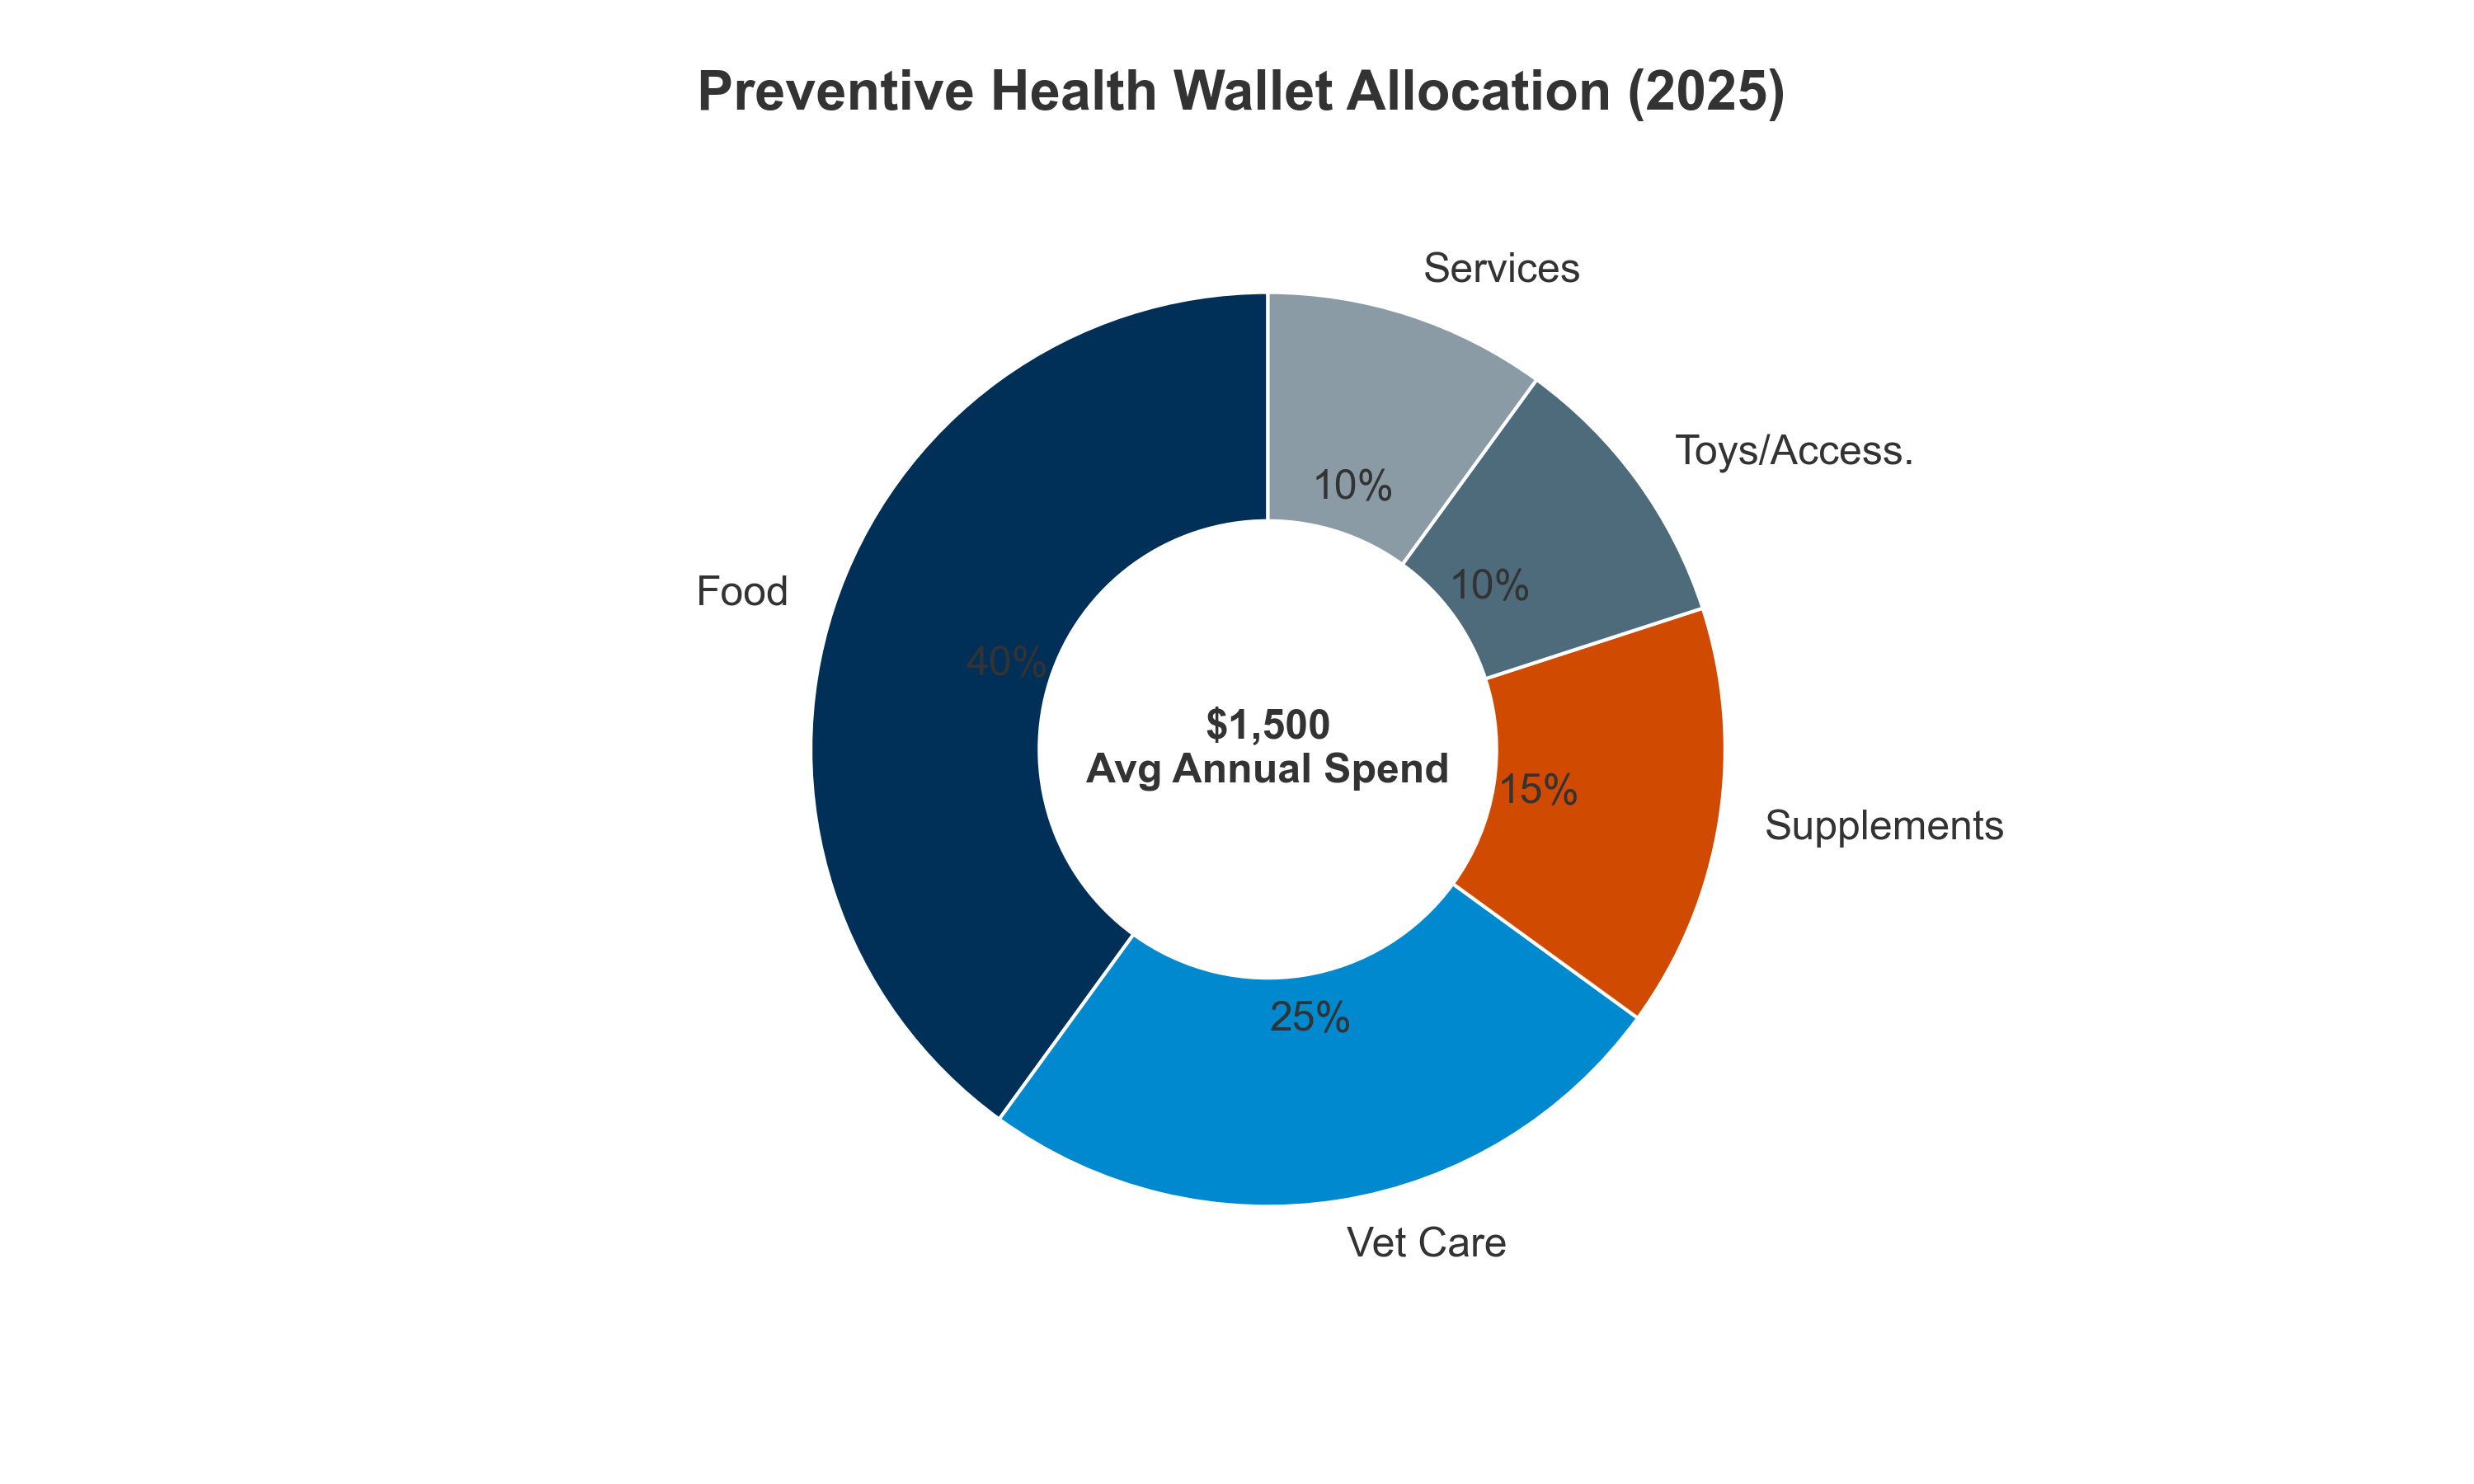 Preventive Health Wallet Allocation (2025)
Services
Toys/Access.
10%
10%
Food
40%
$1,500
Avg Annual Spend
15%
Supplements
25%
Vet Care